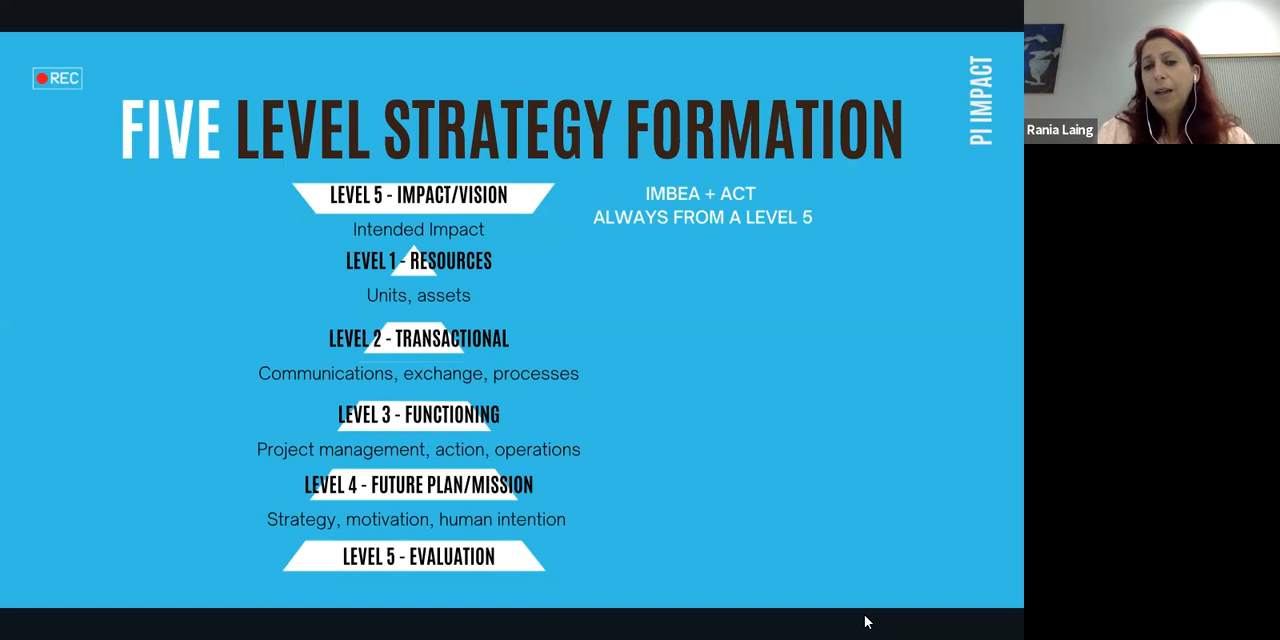 REC
PI IMPACT
FIVE LEVEL STRATEGY FORMATION
LEVEL 5 - IMPACT/VISION
Intended Impact
IMBEA + ACT
ALWAYS FROM A LEVEL 5
LEVEL 1 - RESOURCES
Units, assets
LEVEL 2 - TRANSACTIONAL
Communications, exchange, processes
LEVEL 3 - FUNCTIONING
Project management, action, operations
LEVEL 4 - FUTURE PLAN/MISSION
Strategy, motivation, human intention
LEVEL 5 - EVALUATION
Rania Laing